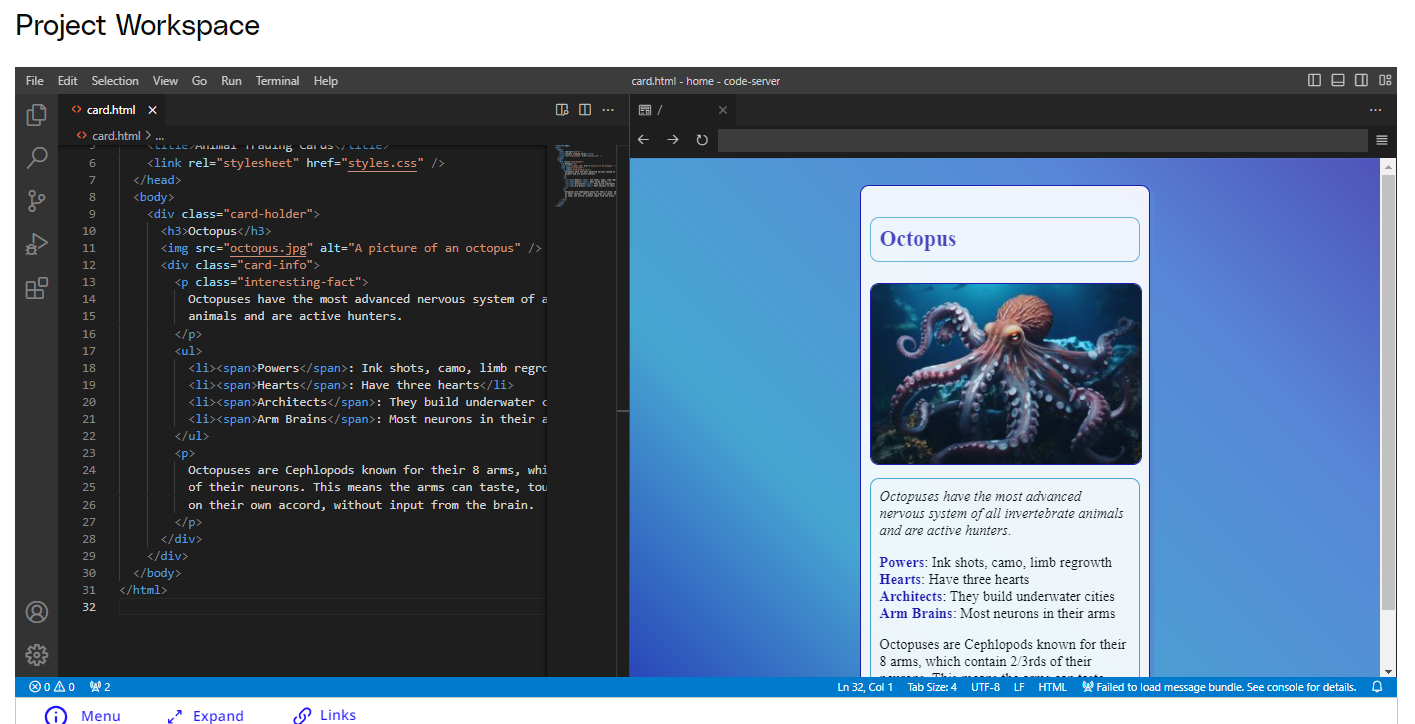 Project Workspace
File Edit Selection View Go Run Terminal Help
card.html - home - code-server
card.html
/
card.html > ...
5 <title>Animal Trading Cards</title>
6 <link rel="stylesheet" href="styles.css" />
7 </head>
8 <body>
9 <div class="card-holder">
10 <h3>Octopus</h3>
11 <img src="octopus.jpg" alt="A picture of an octopus" />
12 <div class="card-info">
13 <p class="interesting-fact">
14 Octopuses have the most advanced nervous system of a
15 animals and are active hunters.
16 </p>
17 <ul>
18 <li><span>Powers</span>: Ink shots, camo, limb regro
19 <li><span>Hearts</span>: Have three hearts</li>
20 <li><span>Architects</span>: They build underwater c
21 <li><span>Arm Brains</span>: Most neurons in their a
22 </ul>
23 <p>
24 Octopuses are Cephlopods known for their 8 arms, whi
25 of their neurons. This means the arms can taste, tou
26 on their own accord, without input from the brain.
27 </p>
28 </div>
29 </div>
30 </body>
31 </html>
32
Octopus
Octopuses have the most advanced
nervous system of all invertebrate animals
and are active hunters.
Powers: Ink shots, camo, limb regrowth
Hearts: Have three hearts
Architects: They build underwater cities
Arm Brains: Most neurons in their arms
Octopuses are Cephlopods known for their
8 arms, which contain 2/3rds of their
neurons. This means the arms can taste
0 0 2
Ln 32, Col 1 Tab Size: 4 UTF-8 LF HTML Failed to load message bundle. See console for details.
Menu Expand Links